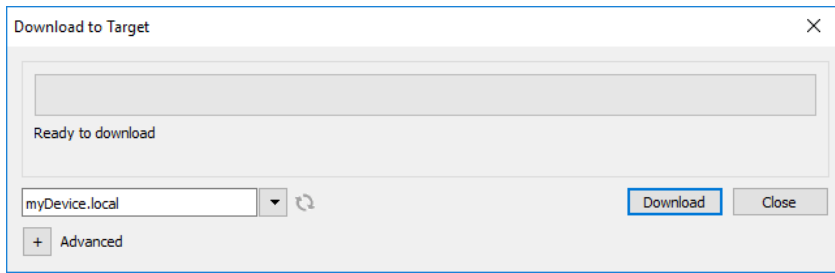 Download to Target
Ready to download
myDevice.local
Download
Close
+ Advanced